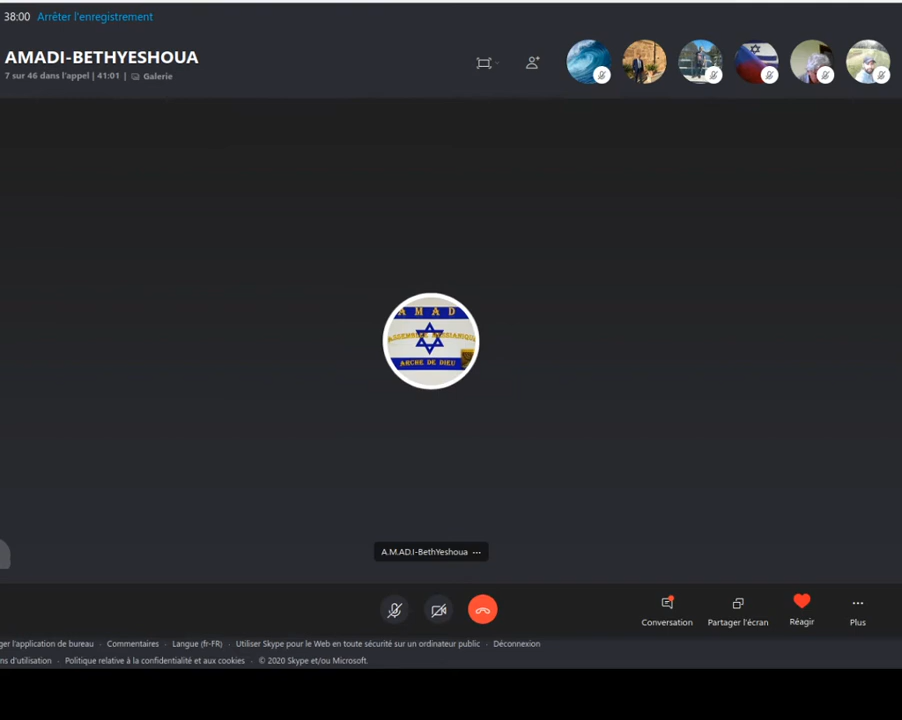 38:00 Arrêter l'enregistrement
AMADI-BETHYESHOUA
7 sur 46 dans l'appel | 41:01 | Galerie
A M A D
ASSEMBLÉE MESSIANIQUE
ARCHE DE DIEU
A.M.AD.I-BethYeshoua ...
Conversation Partager l'écran Réagir Plus
ger l'application de bureau · Commentaires · Langue (fr-FR) · Utiliser Skype pour le Web en toute sécurité sur un ordinateur public · Déconnexion
ns d'utilisation · Politique relative à la confidentialité et aux cookies · © 2020 Skype et/ou Microsoft.